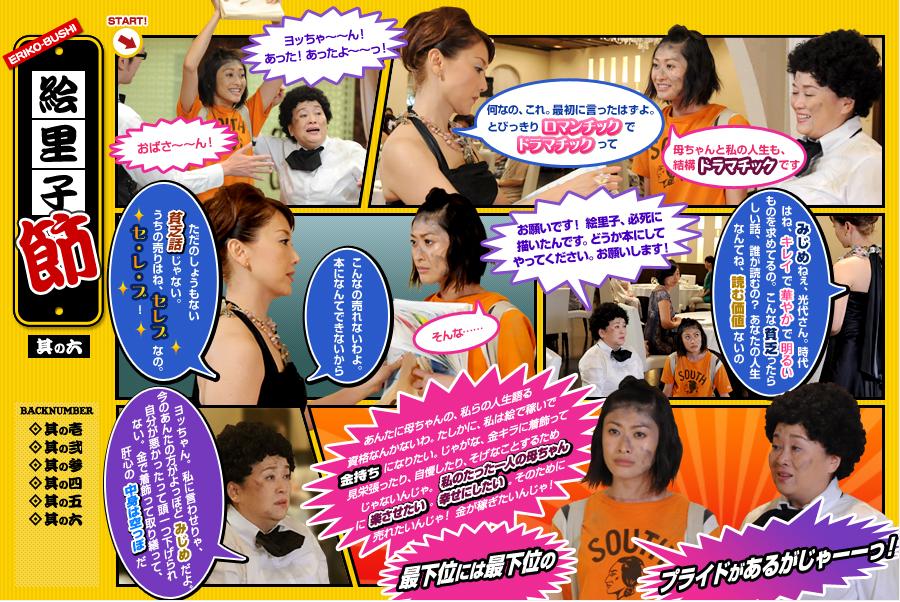 ERIKO-BUSHI
絵里子節
其の六
BACKNUMBER
其の壱
其の弐
其の参
其の四
其の五
其の六
START!
ヨッちゃ〜〜ん!
あった!あったよ〜〜っ!
おばさ〜〜ん!
何なの、これ。最初に言ったはずよ。
とびっきりロマンチックで
ドラマチックって
母ちゃんと私の人生も、
結構ドラマチックです
ただのしょうもない
貧乏話じゃない。
うちの売りはね、セレブなの。
セ・レ・ブ!
こんなの売れないわよ。
本になんてできないから
そんな……
お願いです!絵里子、必死に
描いたんです。どうか本にして
やってください。お願いします!
みじめねぇ、光代さん。時代
はね、キレイで華やかで明るい
ものを求めてるの。こんな貧乏ったら
しい話、誰が読むの?あなたの人生
なんてね、読む価値ないの
ヨッちゃん、私に言わせりゃ、
今のあんたの方がよっぽどみじめだよ。
自分が悪かったって頭一つ下げられ
ない。金で着飾って取り繕って、
肝心の中身は空っぽだ
あんたに母ちゃんの、私らの人生語る
資格なんかないわ。たしかに、私は絵で稼いで
金持ちになりたい。じゃがな、金キラに着飾って
見栄張ったり、自慢したり、そげなことするため
じゃないんじゃ。私のたった一人の母ちゃん
に楽させたい、幸せにしたい、そのために
売れたいんじゃ!金が稼ぎたいんじゃ!
SOUTH
SOUTH
SOUTH
最下位には最下位の
プライドがあるがじゃーーっ!